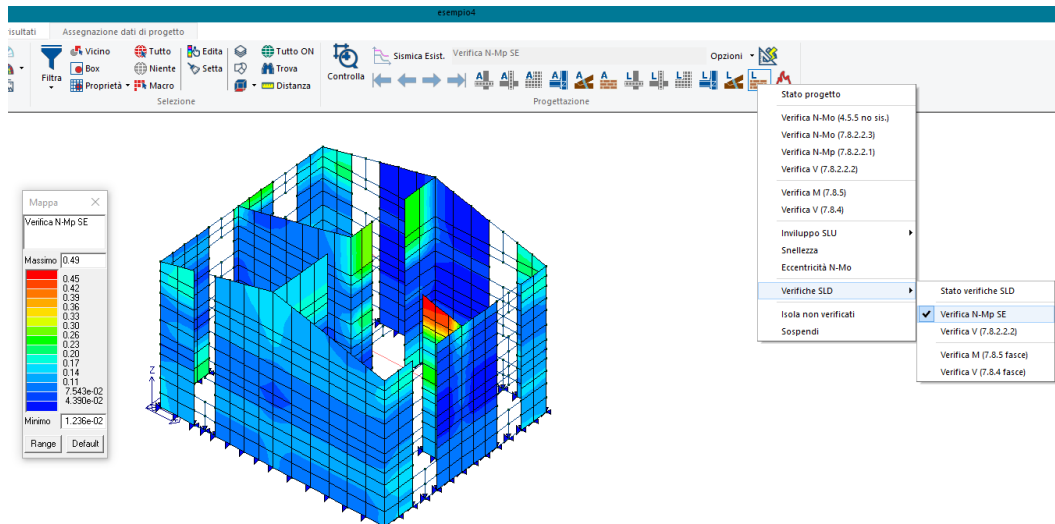 esempio4
risultati
Assegnazione dati di progetto
Filtra
Vicino
Box
Proprietà
Tutto
Niente
Macro
Edita
Setta
Tutto ON
Trova
Distanza
Selezione
Controlla
Sismica Esist.
Verifica N-Mp SE
Opzioni
Progettazione
Stato progetto
Verifica N-Mo (4.5.5 no sis.)
Verifica N-Mo (7.8.2.2.3)
Verifica N-Mp (7.8.2.2.1)
Verifica V (7.8.2.2.2)
Verifica M (7.8.5)
Verifica V (7.8.4)
Inviluppo SLU
Snellezza
Eccentricità N-Mo
Verifiche SLD
Isola non verificati
Sospendi
Stato verifiche SLD
Verifica N-Mp SE
Verifica V (7.8.2.2.2)
Verifica M (7.8.5 fasce)
Verifica V (7.8.4 fasce)
Mappa
Verifica N-Mp SE
Massimo 0.49
0.45
0.42
0.39
0.36
0.33
0.30
0.26
0.23
0.20
0.17
0.14
0.11
7.543e-02
4.390e-02
Minimo 1.236e-02
Range Default
Z